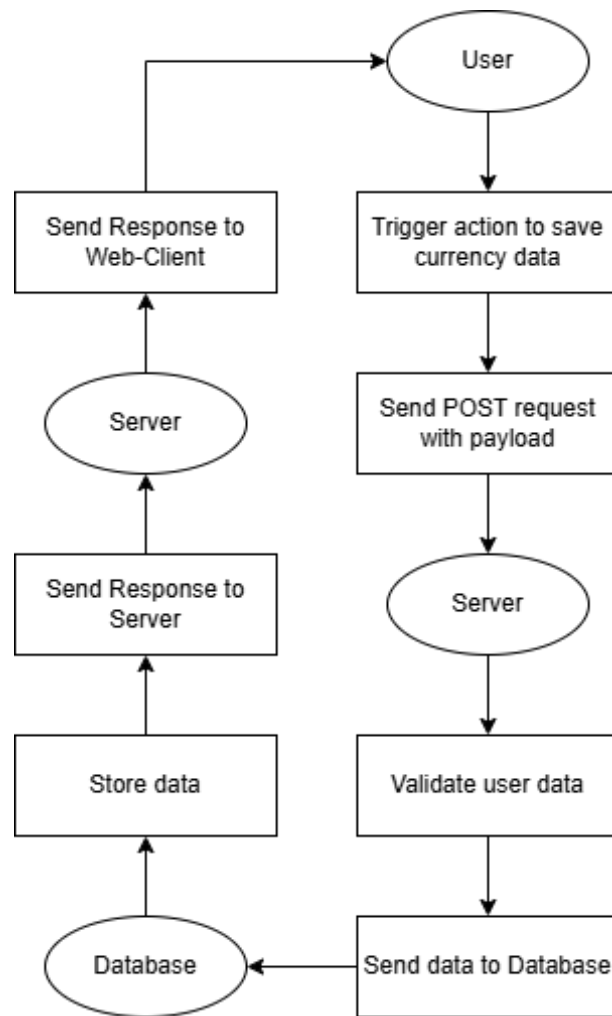 User
Trigger action to save
currency data
Send POST request
with payload
Server
Validate user data
Send data to Database
Database
Store data
Send Response to
Server
Server
Send Response to
Web-Client